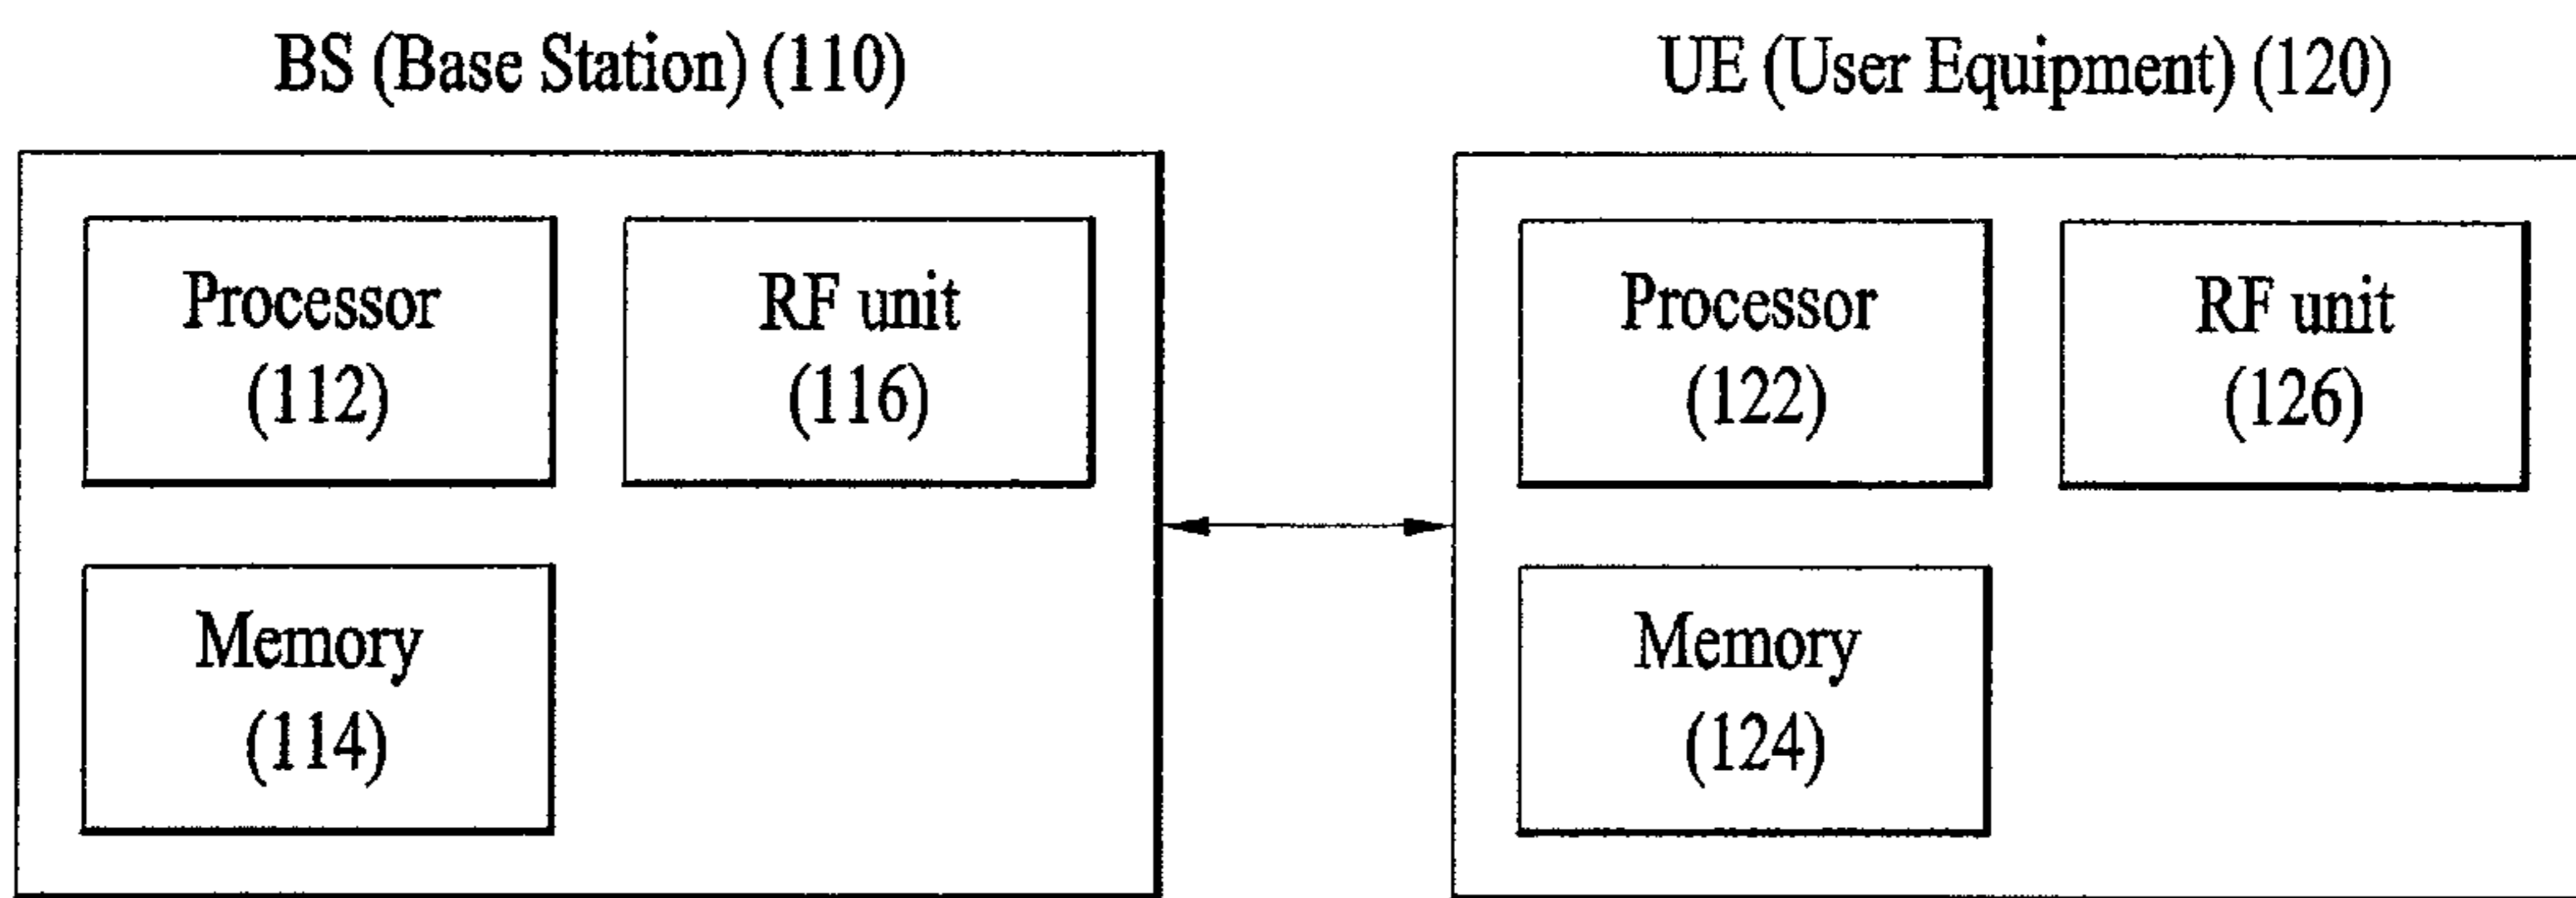 BS (Base Station) (110)
Processor
(112)
RF unit
(116)
Memory
(114)
UE (User Equipment) (120)
Processor
(122)
RF unit
(126)
Memory
(124)